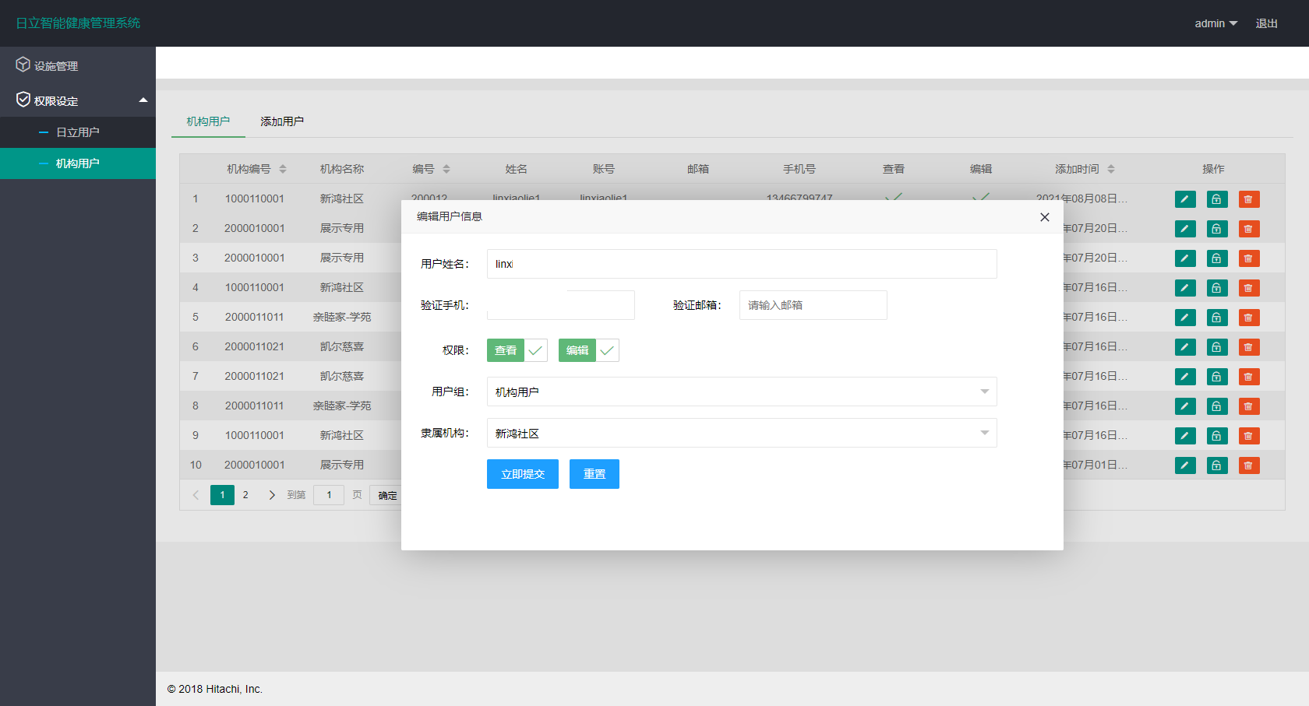 日立智能健康管理系统 admin 退出
设施管理
权限设定
日立用户
机构用户
机构用户 添加用户
机构编号 机构名称 编号 姓名 账号 邮箱 手机号 查看 编辑 添加时间 操作
1 1000110001 新鸿社区 200012 linxiaojie1 linxiaojie1 13466799747 2021年08月08日...
2 2000010001 展示专用 年07月20日...
3 2000010001 展示专用 年07月20日...
4 1000110001 新鸿社区 年07月16日...
5 2000011011 亲睦家-学苑 年07月16日...
6 2000011021 凯尔慈喜 年07月16日...
7 2000011021 凯尔慈喜 年07月16日...
8 2000011011 亲睦家-学苑 年07月16日...
9 1000110001 新鸿社区 年07月16日...
10 2000010001 展示专用 年07月01日...
1 2 到第 1 页 确定
编辑用户信息
用户姓名： linxi
验证手机： 验证邮箱： 请输入邮箱
权限： 查看 编辑
用户组： 机构用户
隶属机构： 新鸿社区
立即提交 重置
© 2018 Hitachi, Inc.